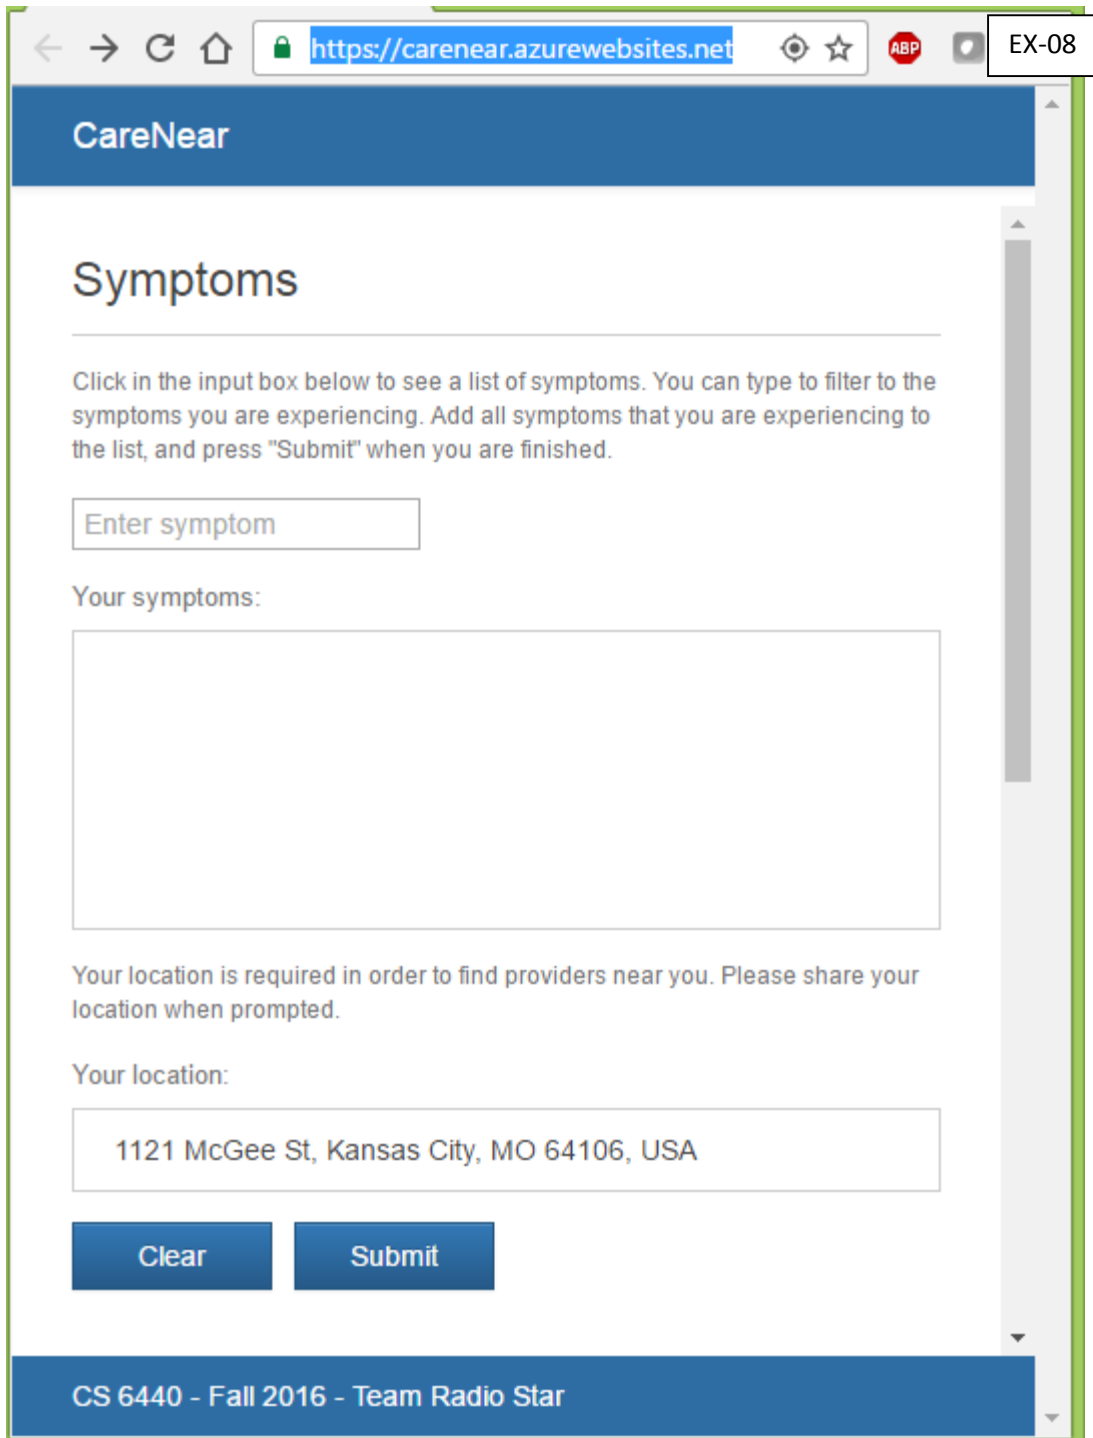 https://carenear.azurewebsites.net
ABP
EX-08
CareNear
Symptoms
Click in the input box below to see a list of symptoms. You can type to filter to the
symptoms you are experiencing. Add all symptoms that you are experiencing to
the list, and press "Submit" when you are finished.
Enter symptom
Your symptoms:
Your location is required in order to find providers near you. Please share your
location when prompted.
Your location:
1121 McGee St, Kansas City, MO 64106, USA
Clear
Submit
CS 6440 - Fall 2016 - Team Radio Star